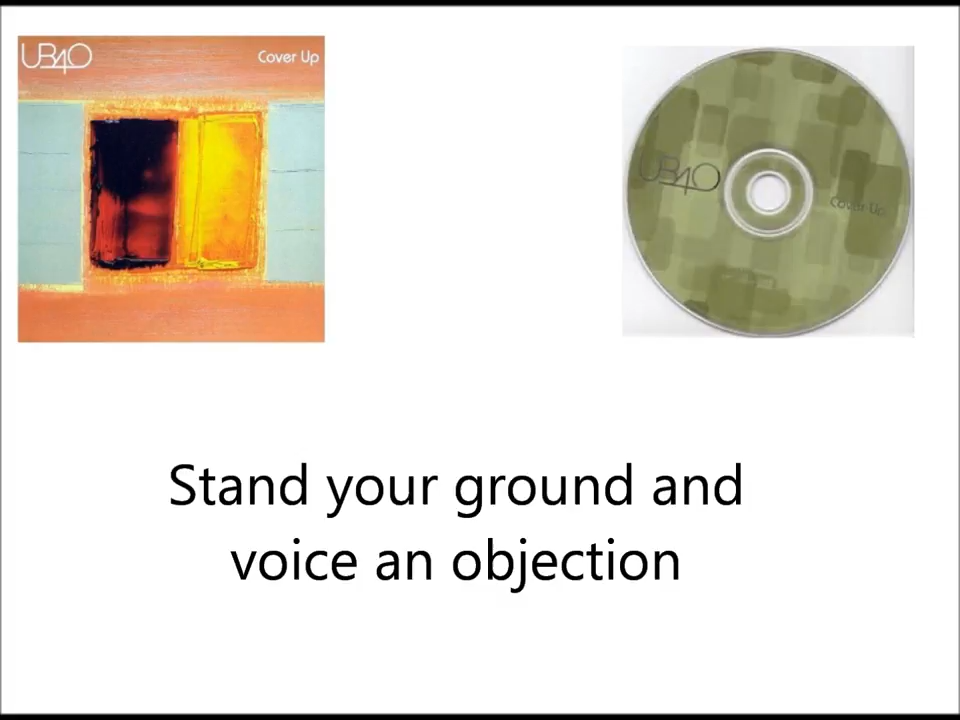 UB40 Cover Up
UB40
Cover Up
Stand your ground and
voice an objection